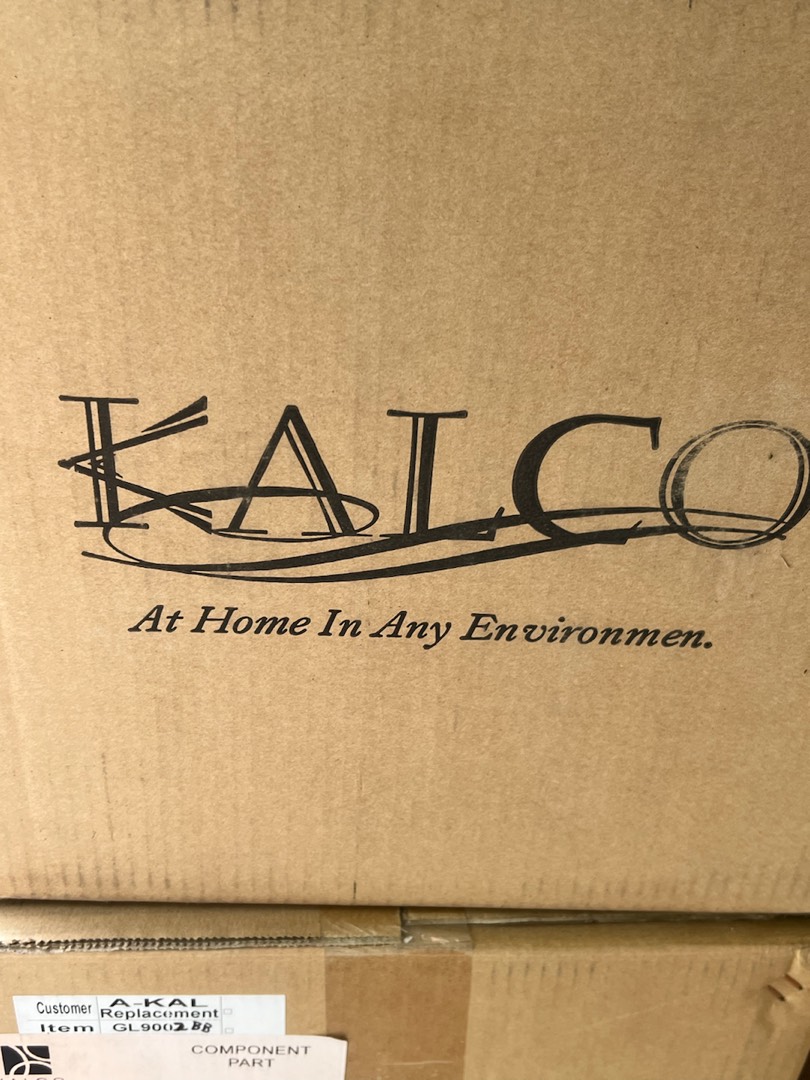 KALCO
At Home In Any Environmen.
Customer A-KAL
Replacement
Item GL9002BB
COMPONENT
PART